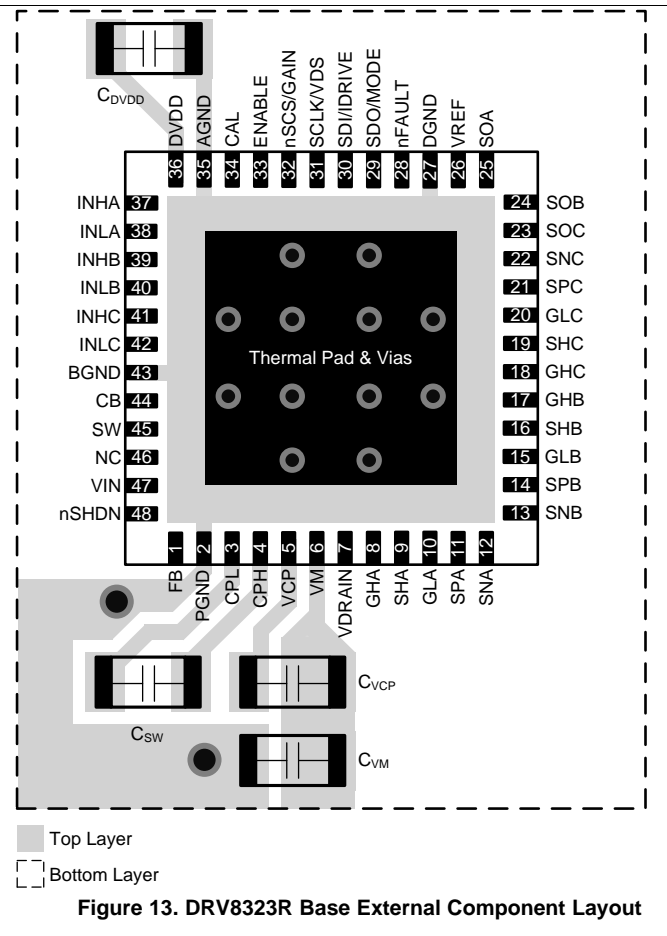 C_DVDD
DVDD
AGND
CAL
ENABLE
nSCS/GAIN
SCLK/VDS
SDI/IDRIVE
SDO/MODE
nFAULT
DGND
VREF
SOA
36
35
34
33
32
31
30
29
28
27
26
25
INHA 37
INLA 38
INHB 39
INLB 40
INHC 41
INLC 42
BGND 43
CB 44
SW 45
NC 46
VIN 47
nSHDN 48
24 SOB
23 SOC
22 SNC
21 SPC
20 GLC
19 SHC
18 GHC
17 GHB
16 SHB
15 GLB
14 SPB
13 SNB
Thermal Pad & Vias
1
2
3
4
5
6
7
8
9
10
11
12
FB
PGND
CPL
CPH
VCP
VM
VDRAIN
GHA
SHA
GLA
SPA
SNA
C_VCP
C_SW
C_VM
Top Layer
Bottom Layer
Figure 13. DRV8323R Base External Component Layout